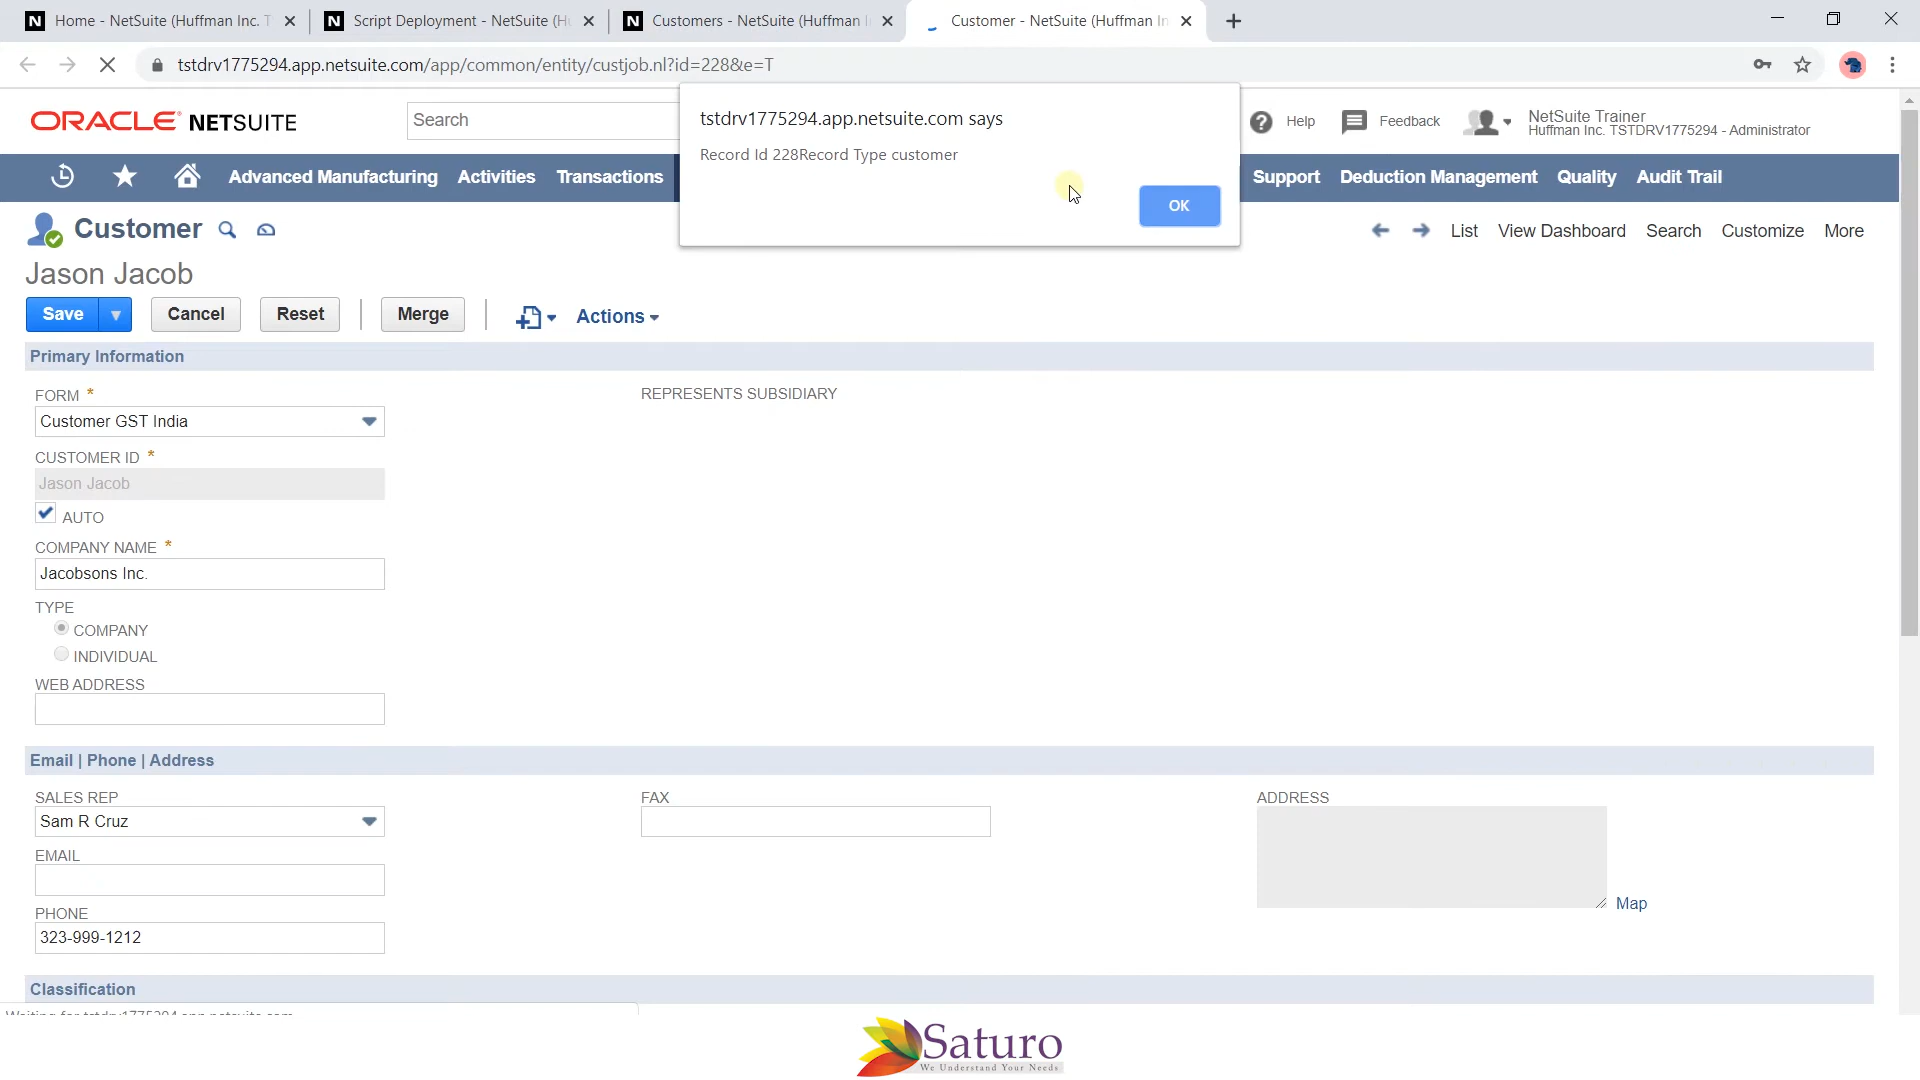 Home - NetSuite (Huffman Inc. T
Script Deployment - NetSuite (H
Customers - NetSuite (Huffman I
Customer - NetSuite (Huffman In
tstdrv1775294.app.netsuite.com/app/common/entity/custjob.nl?id=228&e=T
ORACLE NETSUITE
Search
tstdrv1775294.app.netsuite.com says
Record Id 228Record Type customer
OK
Help
Feedback
NetSuite Trainer
Huffman Inc. TSTDRV1775294 - Administrator
Advanced Manufacturing Activities Transactions
Support Deduction Management Quality Audit Trail
Customer
List View Dashboard Search Customize More
Jason Jacob
Save Cancel Reset Merge Actions
Primary Information
FORM *
Customer GST India
REPRESENTS SUBSIDIARY
CUSTOMER ID *
Jason Jacob
AUTO
COMPANY NAME *
Jacobsons Inc.
TYPE
COMPANY
INDIVIDUAL
WEB ADDRESS
Email | Phone | Address
SALES REP
Sam R Cruz
EMAIL
PHONE
323-999-1212
FAX
ADDRESS
Map
Classification
Saturo
We Understand Your Needs